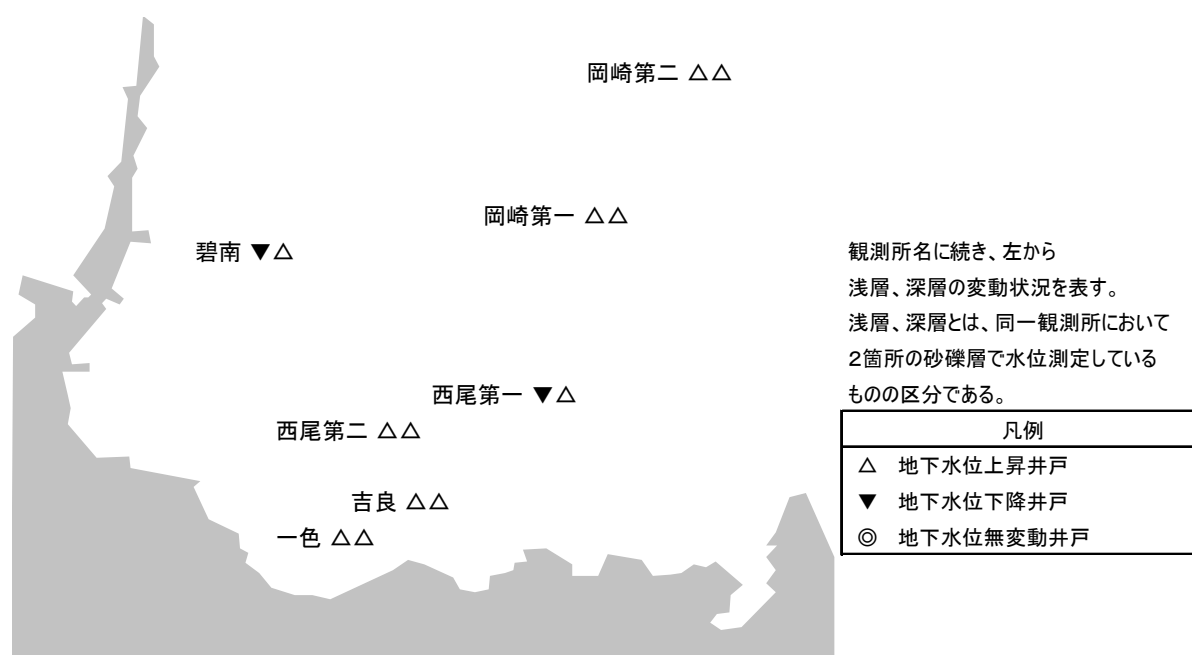 岡崎第二 △△
岡崎第一 △△
碧南 ▼△
西尾第一 ▼△
西尾第二 △△
吉良 △△
一色 △△
観測所名に続き、左から
浅層、深層の変動状況を表す。
浅層、深層とは、同一観測所において
２箇所の砂礫層で水位測定している
ものの区分である。
凡例
△ 地下水位上昇井戸
▼ 地下水位下降井戸
◎ 地下水位無変動井戸